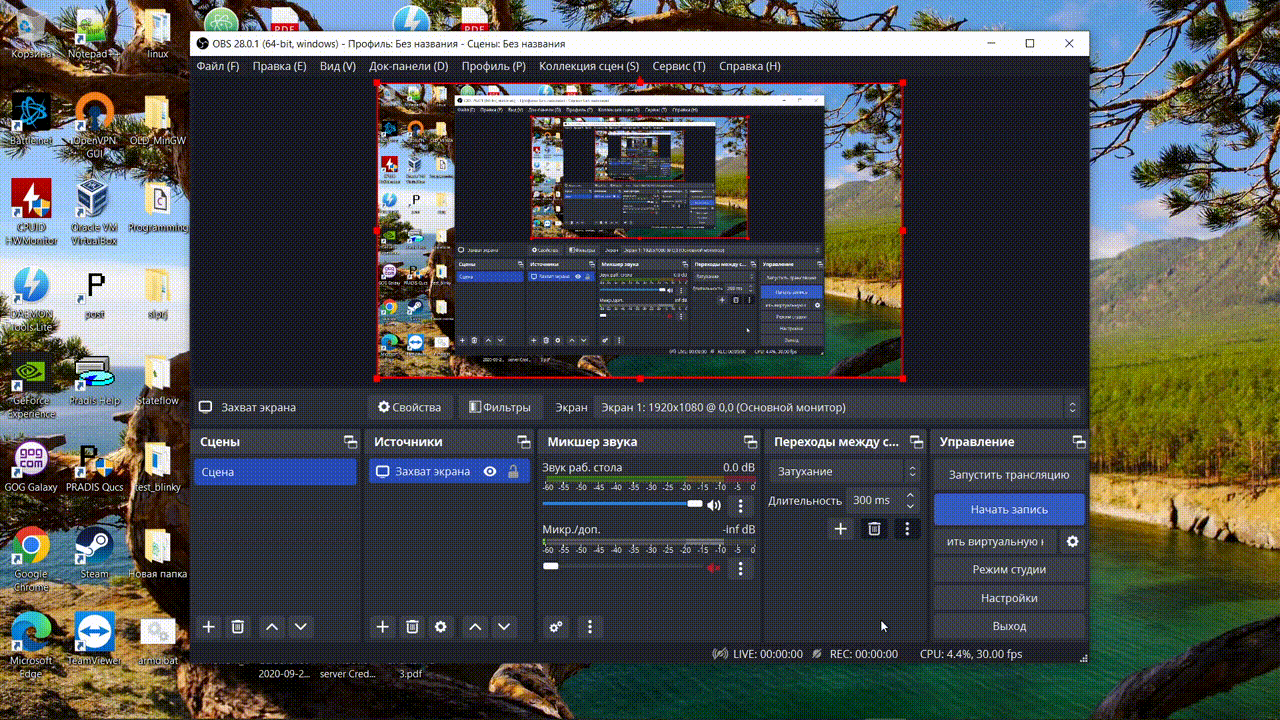 OBS 28.0.1 (64-bit, windows) - Профиль: Без названия - Сцены: Без названия
Файл (F) Правка (E) Вид (V) Док-панели (D) Профиль (P) Коллекция сцен (S) Сервис (T) Справка (H)
Корзина
Notepad++
linux
Battle.net
OpenVPN GUI
OLD_MinGW
CPUID HWMonitor
Oracle VM VirtualBox
Programming
DAEMON Tools Lite
post
GeForce Experience
Pradis Help
Stateflow
GOG Galaxy
PRADIS Qucs
test_blinky
Google Chrome
Steam
Новая папка
Microsoft Edge
TeamViewer
armd.bat
Захват экрана
Свойства
Фильтры
Экран
Экран 1: 1920x1080 @ 0,0 (Основной монитор)
Сцены
Источники
Микшер звука
Переходы между с...
Управление
Сцена
Захват экрана
Звук раб. стола 0.0 dB
-60 -55 -50 -45 -40 -35 -30 -25 -20 -15 -10 -5 0
Микр./доп. -inf dB
-60 -55 -50 -45 -40 -35 -30 -25 -20 -15 -10 -5 0
Затухание
Длительность 300 ms
Запустить трансляцию
Начать запись
ить виртуальную к
Режим студии
Настройки
Выход
LIVE: 00:00:00 REC: 00:00:00 CPU: 4.4%, 30.00 fps
2020-09-2... server Cred... 3.pdf